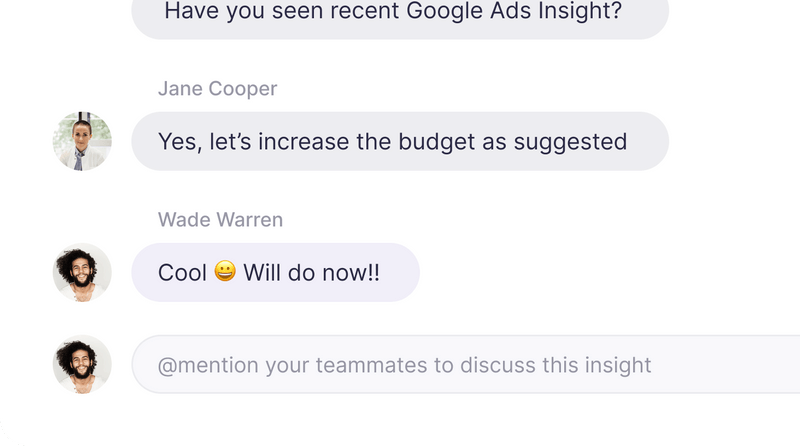 Have you seen recent Google Ads Insight?
Jane Cooper
Yes, let’s increase the budget as suggested
Wade Warren
Cool 😀 Will do now!!
@mention your teammates to discuss this insight